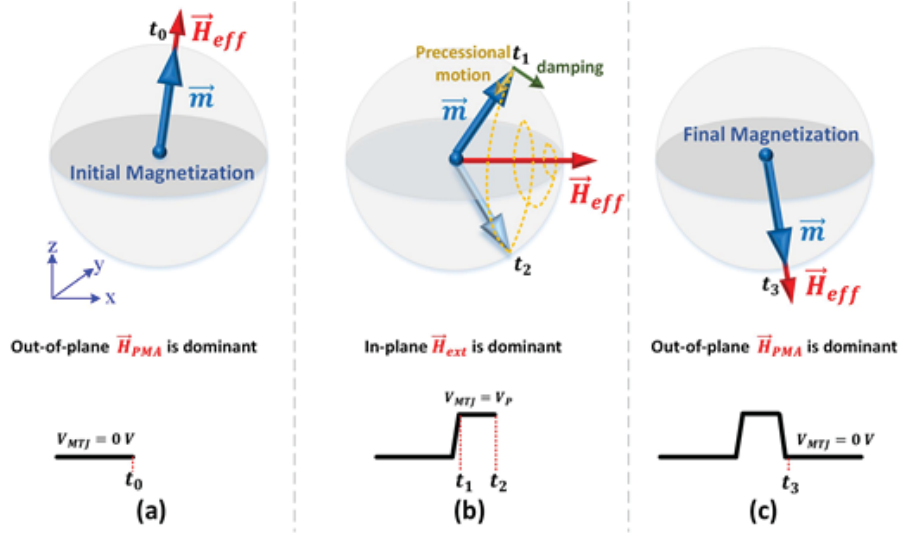 t₀
H⃗eff
m⃗
Initial Magnetization
z
y
x
Out-of-plane H⃗PMA is dominant
VMTJ = 0 V
t₀
(a)
Precessional
motion
t₁
damping
m⃗
H⃗eff
t₂
In-plane H⃗ext is dominant
VMTJ = VP
t₁ t₂
(b)
Final Magnetization
m⃗
t₃
H⃗eff
Out-of-plane H⃗PMA is dominant
VMTJ = 0 V
t₃
(c)